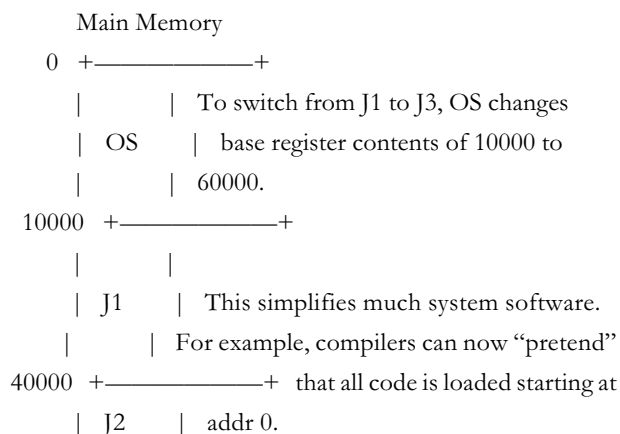 Main Memory
0 +—————————+
| | To switch from J1 to J3, OS changes
| OS | base register contents of 10000 to
| | 60000.
10000 +—————————+
| |
| J1 | This simplifies much system software.
| | For example, compilers can now “pretend”
40000 +—————————+ that all code is loaded starting at
| J2 | addr 0.